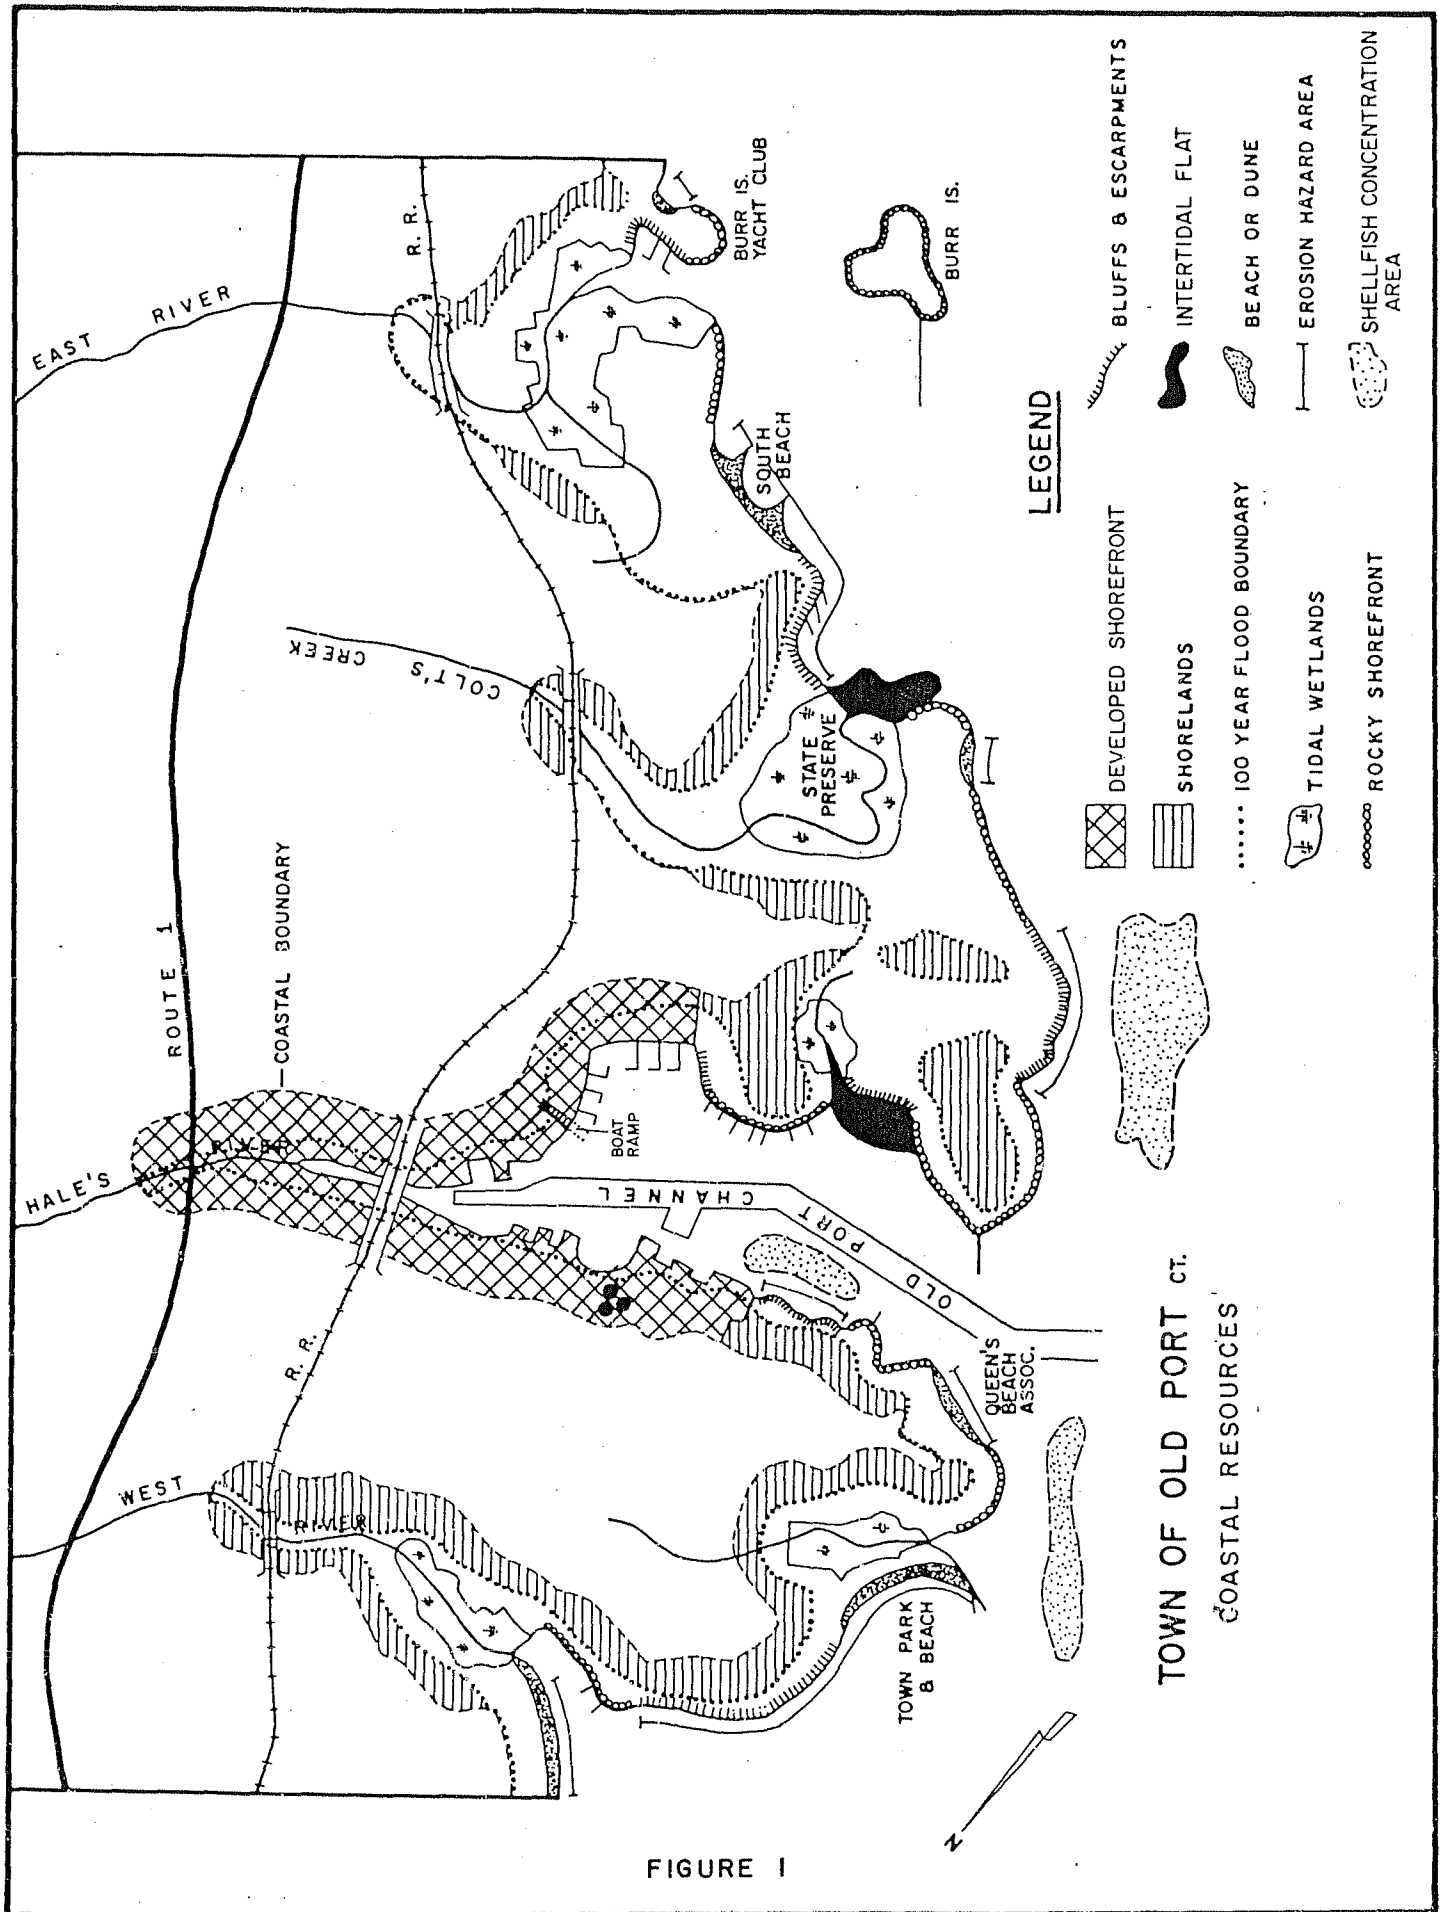 ROUTE 1
EAST RIVER
HALE'S RIVER
WEST RIVER
COLT'S CREEK
— COASTAL BOUNDARY
R. R.
R. R.
BURR IS.
YACHT CLUB
BURR IS.
SOUTH
BEACH
STATE
PRESERVE
BOAT
RAMP
CHANNEL
OLD PORT
QUEEN'S
BEACH
ASSOC.
TOWN PARK
& BEACH
LEGEND
DEVELOPED SHOREFRONT
SHORELANDS
100 YEAR FLOOD BOUNDARY
TIDAL WETLANDS
ROCKY SHOREFRONT
BLUFFS & ESCARPMENTS
INTERTIDAL FLAT
BEACH OR DUNE
EROSION HAZARD AREA
SHELLFISH CONCENTRATION
AREA
TOWN OF OLD PORT CT.
COASTAL RESOURCES
N
FIGURE 1